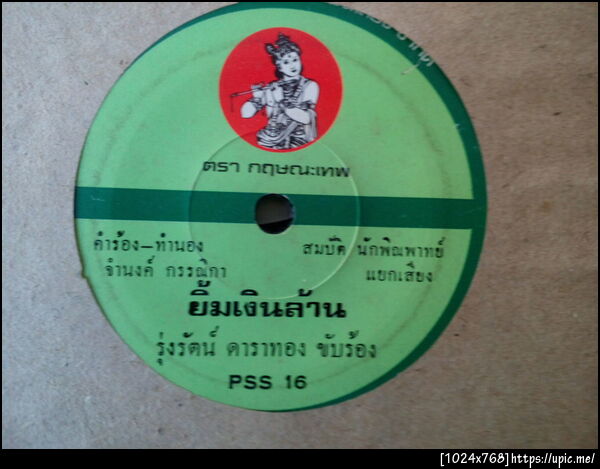 ตรา กฤษณะเทพ
คำร้อง–ทำนอง
จำนงค์ กรรณิกา
สมบัติ นักพิณพาทย์
แยกเสียง
ยิ้มเงินล้าน
รุ่งรัตน์ ดาราทอง ขับร้อง
PSS 16
[1024x768]https://upic.me/